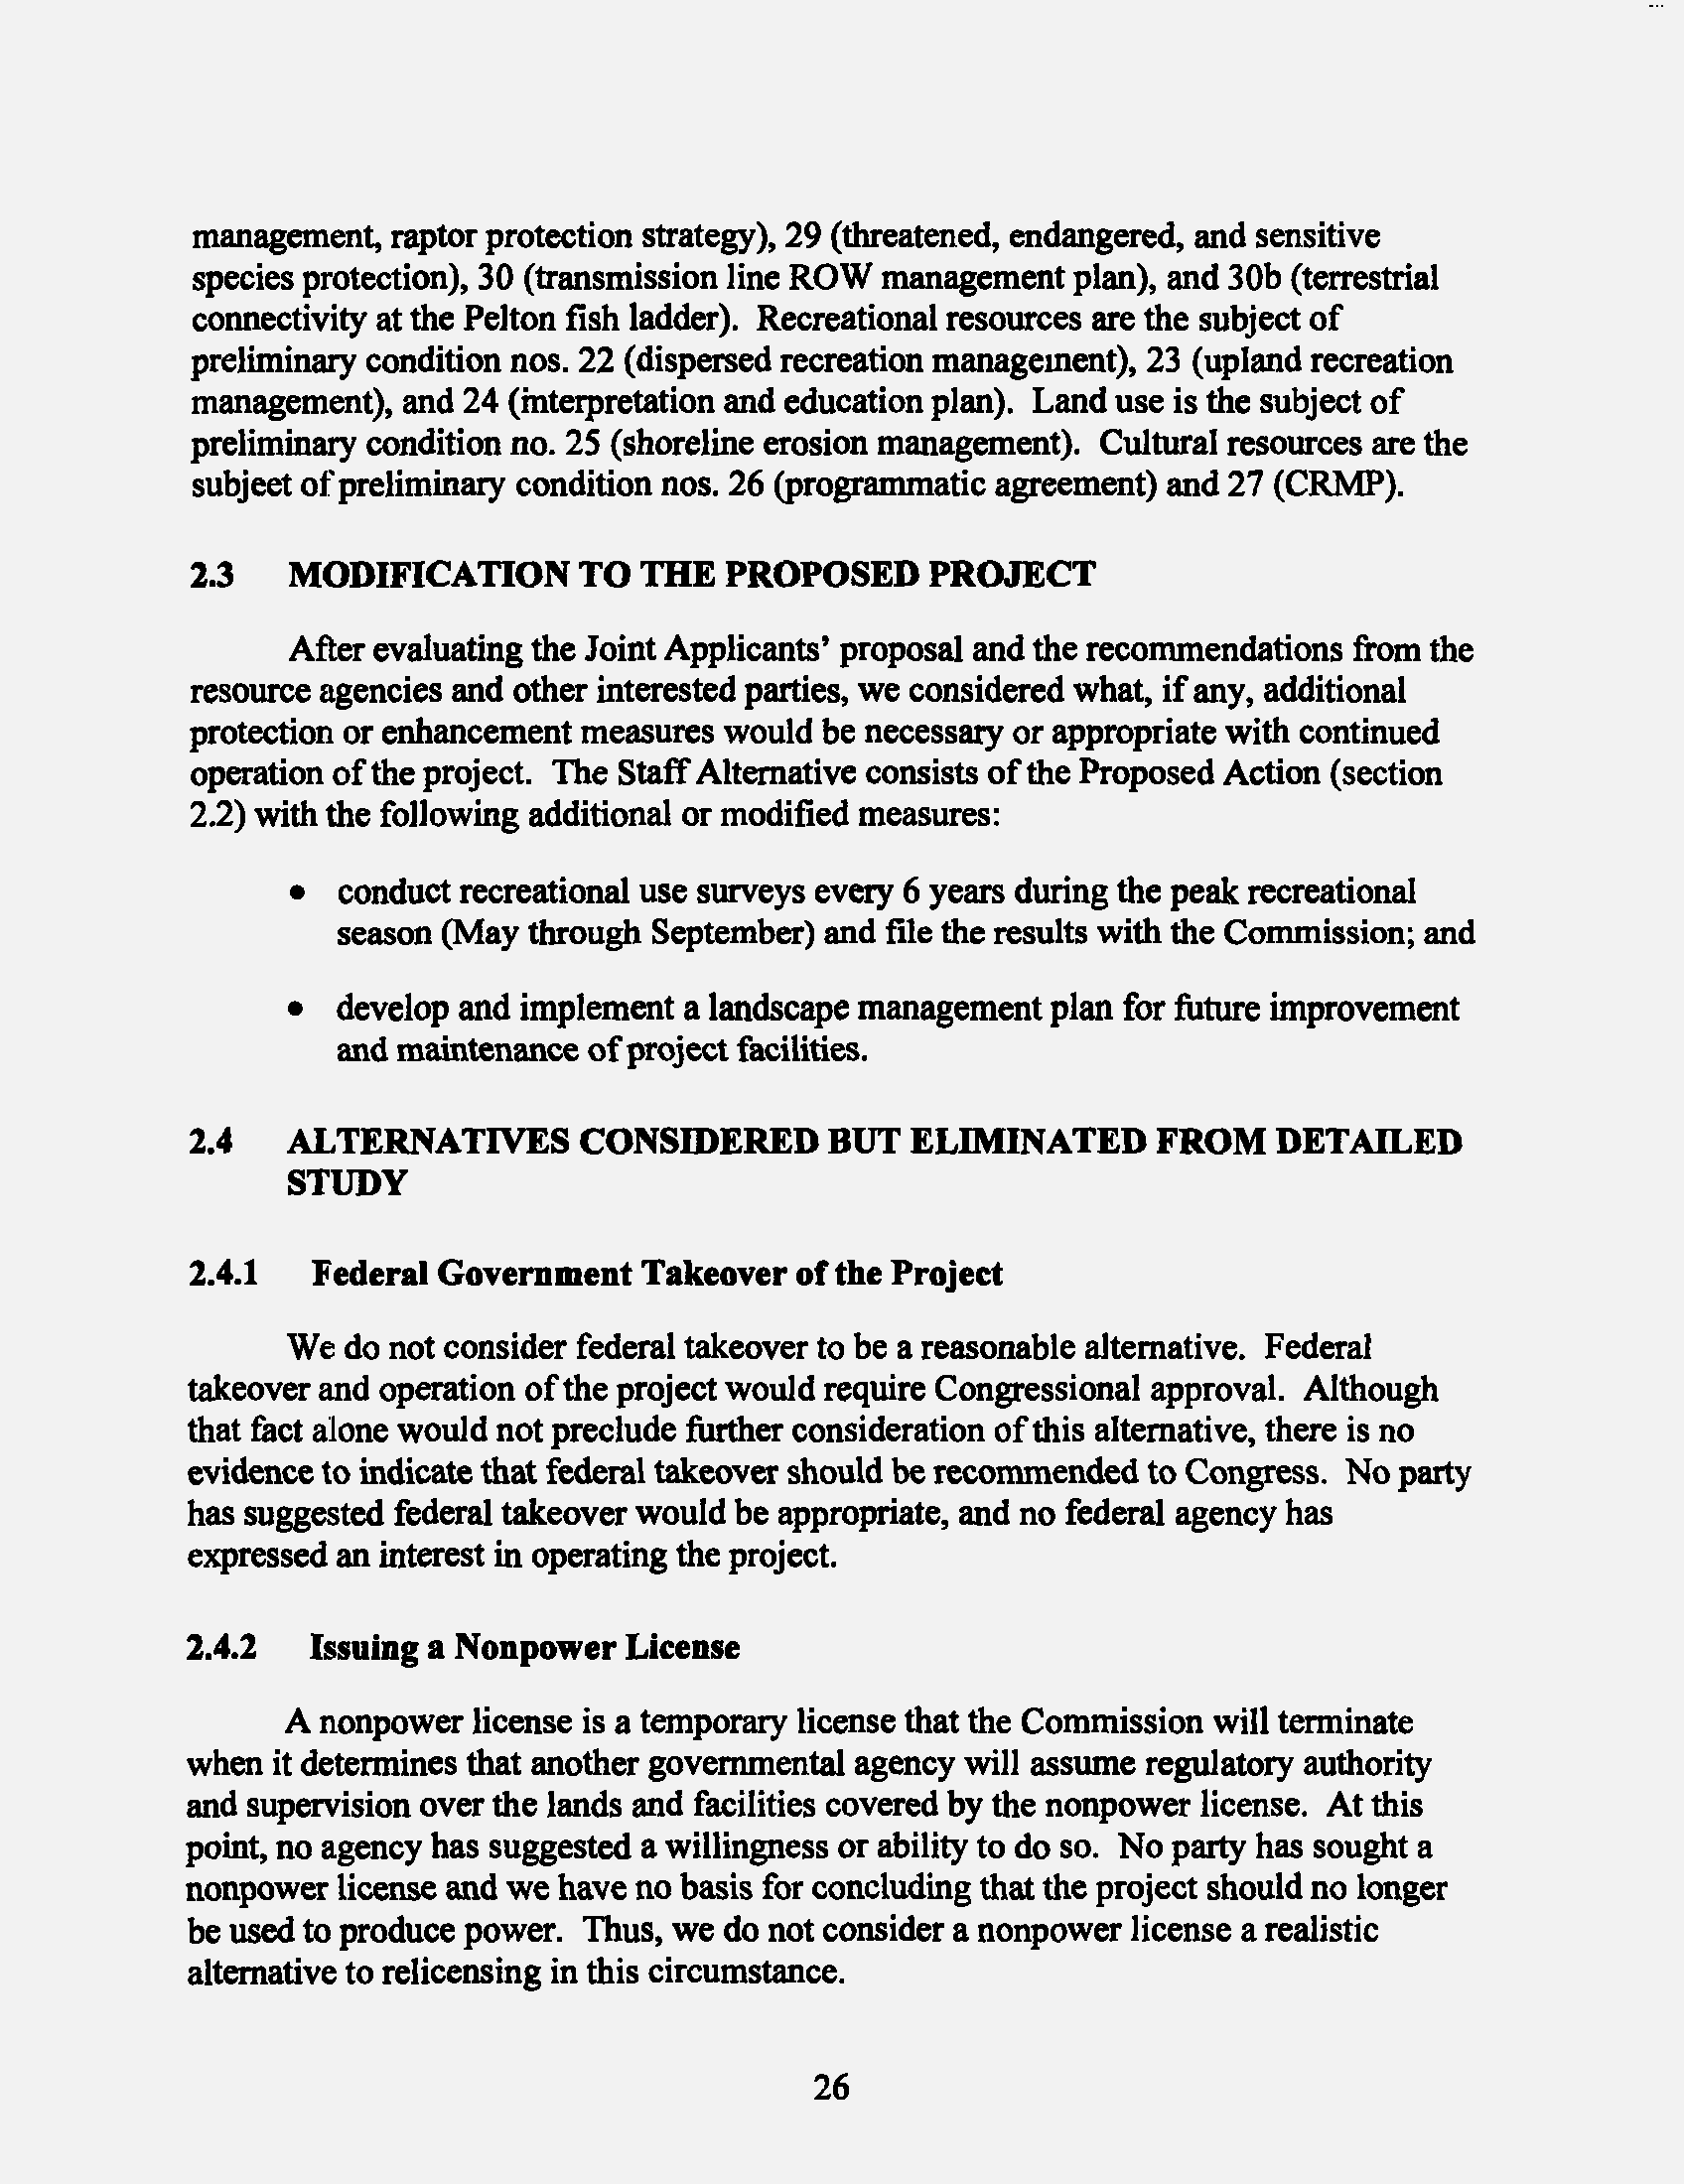 management, raptor protection strategy), 29 (threatened, endangered, and sensitive
species protection), 30 (transmission line ROW management plan), and 30b (terrestrial
connectivity at the Pelton fish ladder). Recreational resources are the subject of
preliminary condition nos. 22 (dispersed recreation management), 23 (upland recreation
management), and 24 (interpretation and education plan). Land use is the subject of
preliminary condition no. 25 (shoreline erosion management). Cultural resources are the
subject of preliminary condition nos. 26 (programmatic agreement) and 27 (CRMP).
2.3 MODIFICATION TO THE PROPOSED PROJECT
After evaluating the Joint Applicants' proposal and the recommendations from the
resource agencies and other interested parties, we considered what, if any, additional
protection or enhancement measures would be necessary or appropriate with continued
operation of the project. The Staff Alternative consists of the Proposed Action (section
2.2) with the following additional or modified measures:
• conduct recreational use surveys every 6 years during the peak recreational
season (May through September) and file the results with the Commission; and
• develop and implement a landscape management plan for future improvement
and maintenance of project facilities.
2.4 ALTERNATIVES CONSIDERED BUT ELIMINATED FROM DETAILED
STUDY
2.4.1 Federal Government Takeover of the Project
We do not consider federal takeover to be a reasonable alternative. Federal
takeover and operation of the project would require Congressional approval. Although
that fact alone would not preclude further consideration of this alternative, there is no
evidence to indicate that federal takeover should be recommended to Congress. No party
has suggested federal takeover would be appropriate, and no federal agency has
expressed an interest in operating the project.
2.4.2 Issuing a Nonpower License
A nonpower license is a temporary license that the Commission will terminate
when it determines that another governmental agency will assume regulatory authority
and supervision over the lands and facilities covered by the nonpower license. At this
point, no agency has suggested a willingness or ability to do so. No party has sought a
nonpower license and we have no basis for concluding that the project should no longer
be used to produce power. Thus, we do not consider a nonpower license a realistic
alternative to relicensing in this circumstance.
26